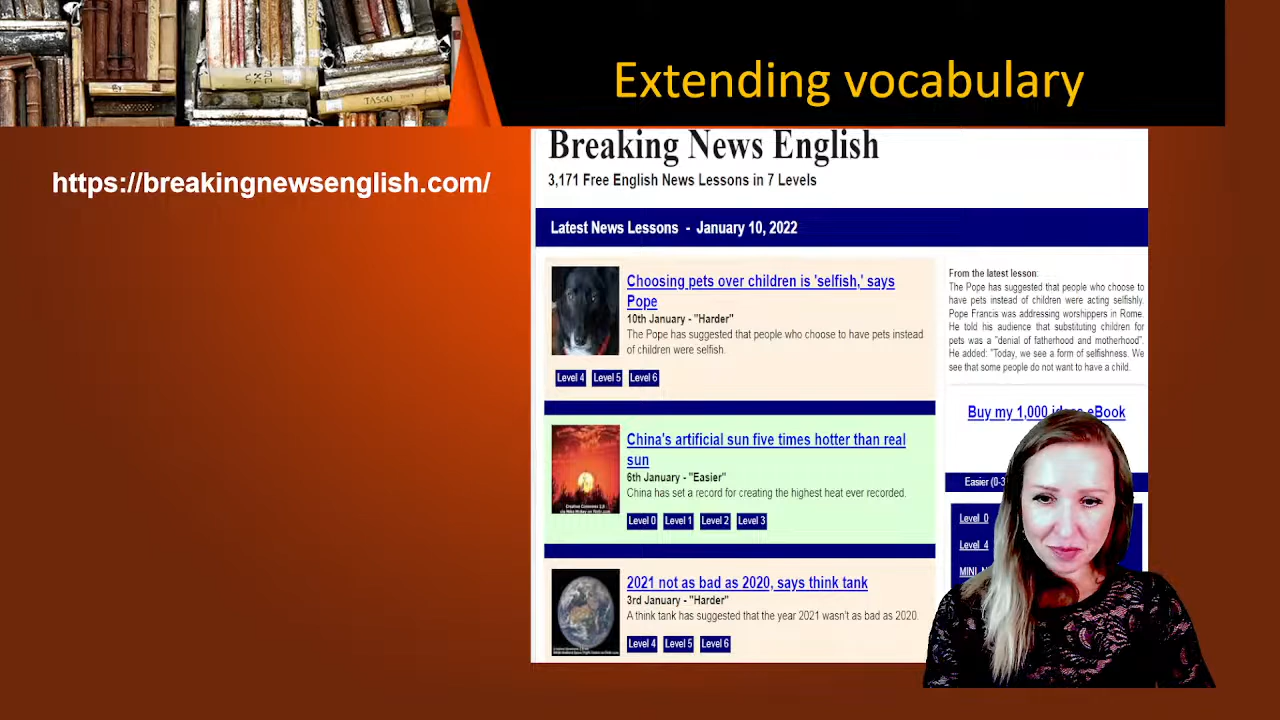 Extending vocabulary
https://breakingnewsenglish.com/
Breaking News English
3,171 Free English News Lessons in 7 Levels
Latest News Lessons - January 10, 2022
Choosing pets over children is 'selfish,' says
Pope
10th January - "Harder"
The Pope has suggested that people who choose to have pets instead
of children were selfish.
Level 4 Level 5 Level 6
China's artificial sun five times hotter than real
sun
6th January - "Easier"
China has set a record for creating the highest heat ever recorded.
Level 0 Level 1 Level 2 Level 3
2021 not as bad as 2020, says think tank
3rd January - "Harder"
A think tank has suggested that the year 2021 wasn't as bad as 2020.
Level 4 Level 5 Level 6
From the latest lesson:
The Pope has suggested that people who choose to
have pets instead of children were acting selfishly.
Pope Francis was addressing worshippers in Rome.
He told his audience that substituting children for
pets was a "denial of fatherhood and motherhood".
He added: "Today, we see a form of selfishness. We
see that some people do not want to have a child.
Buy my 1,000 ideas eBook
Easier
Level 0
Level 4
TASSO